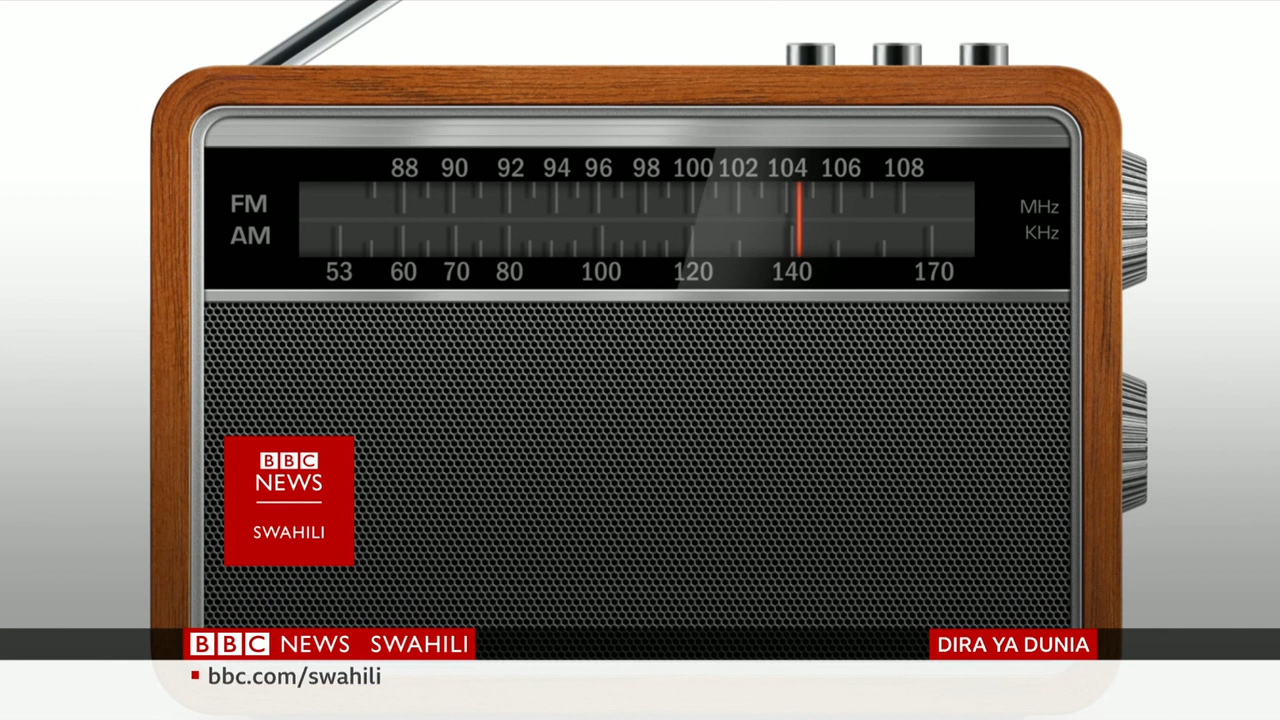 88 90 92 94 96 98 100 102 104 106 108
FM MHz
AM KHz
53 60 70 80 100 120 140 170
BBC
NEWS
SWAHILI
BBC NEWS SWAHILI
DIRA YA DUNIA
bbc.com/swahili